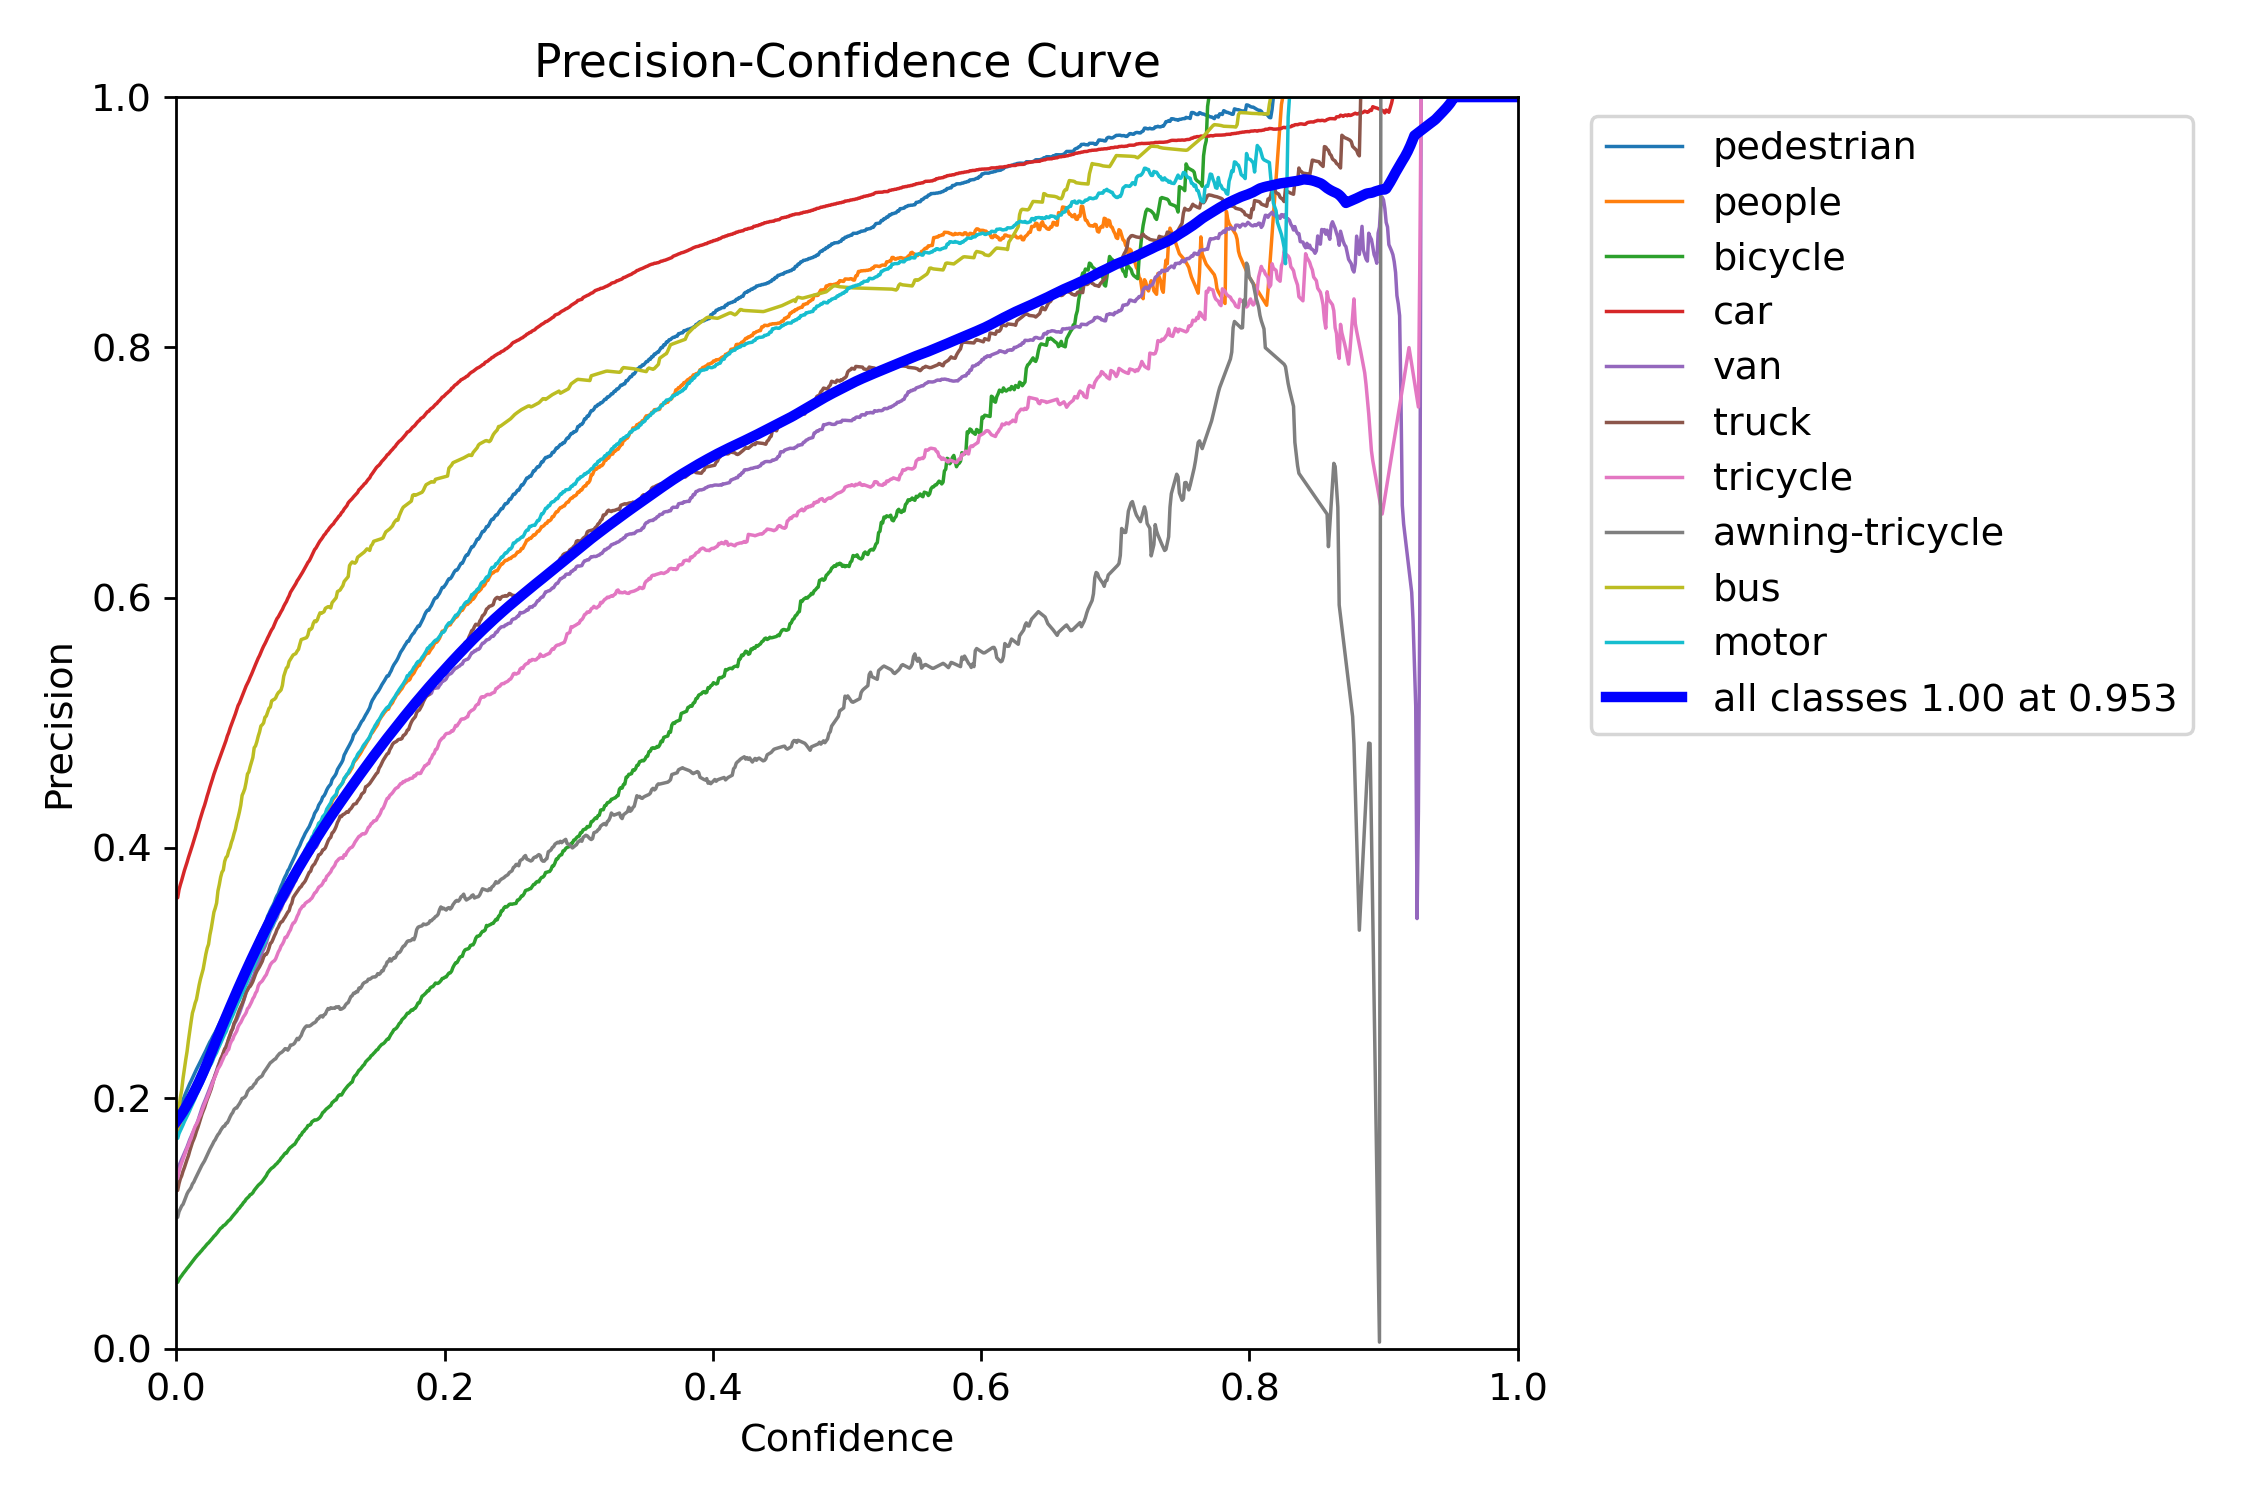 Precision-Confidence Curve
1.0
0.8
0.6
0.4
0.2
0.0
Precision
0.0 0.2 0.4 0.6 0.8 1.0
Confidence
pedestrian
people
bicycle
car
van
truck
tricycle
awning-tricycle
bus
motor
all classes 1.00 at 0.953